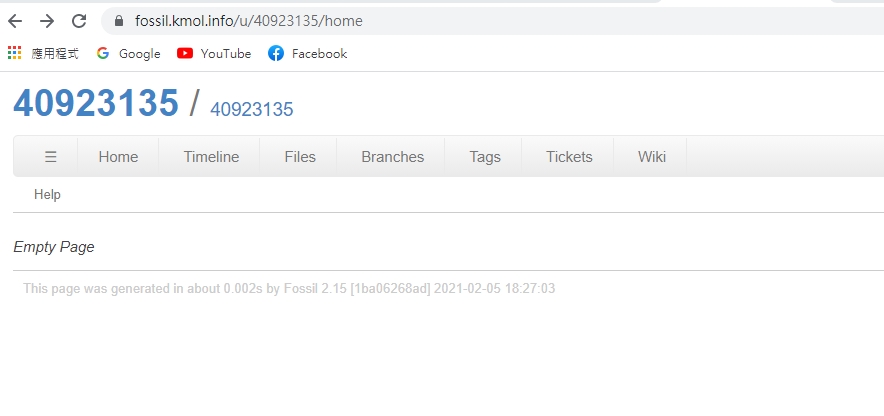 fossil.kmol.info/u/40923135/home
應用程式 Google YouTube Facebook
40923135 / 40923135
☰ Home Timeline Files Branches Tags Tickets Wiki
Help
Empty Page
This page was generated in about 0.002s by Fossil 2.15 [1ba06268ad] 2021-02-05 18:27:03